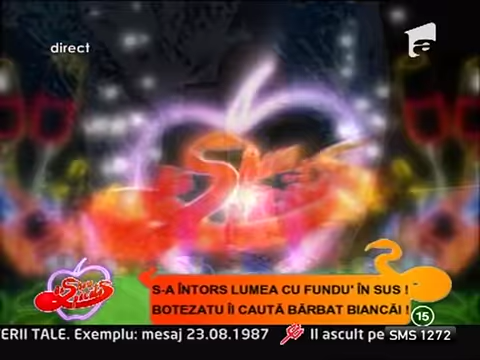 direct
S-A ÎNTORS LUMEA CU FUNDU' ÎN SUS !
BOTEZATU ÎI CAUTĂ BĂRBAT BIANCĂI !
15
ERII TALE. Exemplu: mesaj 23.08.1987
îl ascult pe
SMS 1272